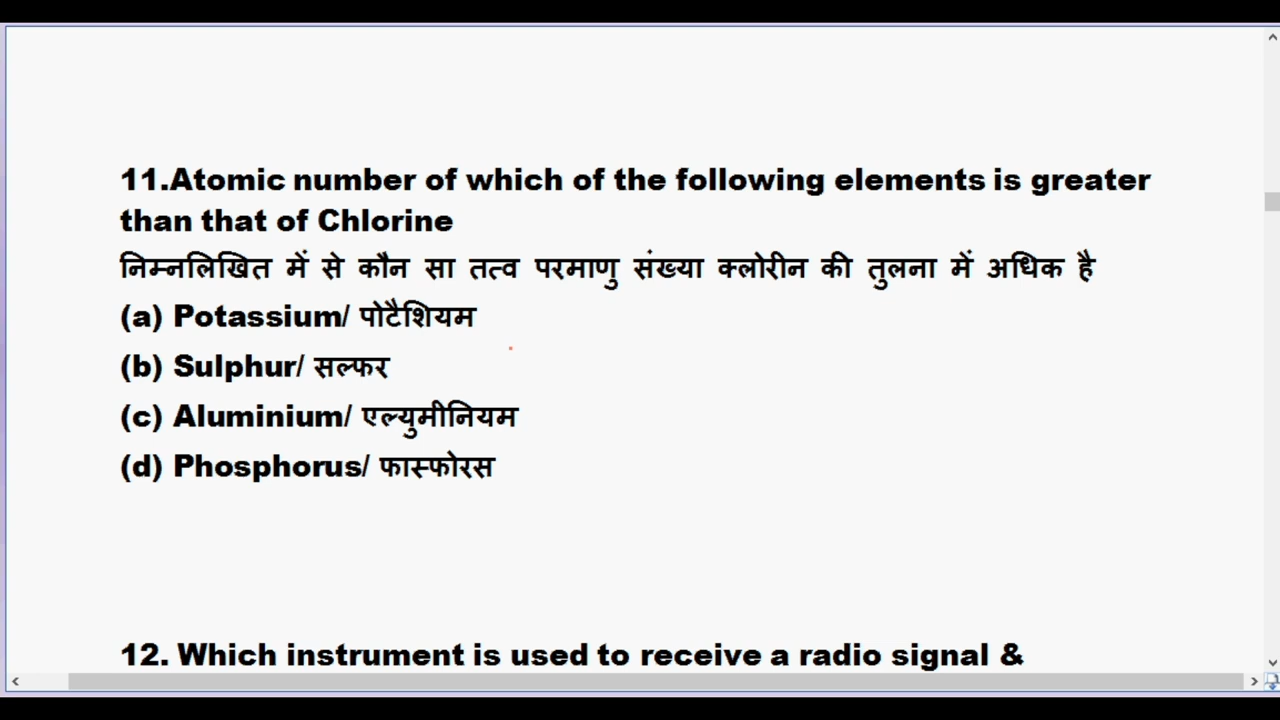 11.Atomic number of which of the following elements is greater
than that of Chlorine
निम्नलिखित में से कौन सा तत्व परमाणु संख्या क्लोरीन की तुलना में अधिक है
(a) Potassium/ पोटैशियम
(b) Sulphur/ सल्फर
(c) Aluminium/ एल्युमीनियम
(d) Phosphorus/ फास्फोरस
12. Which instrument is used to receive a radio signal &